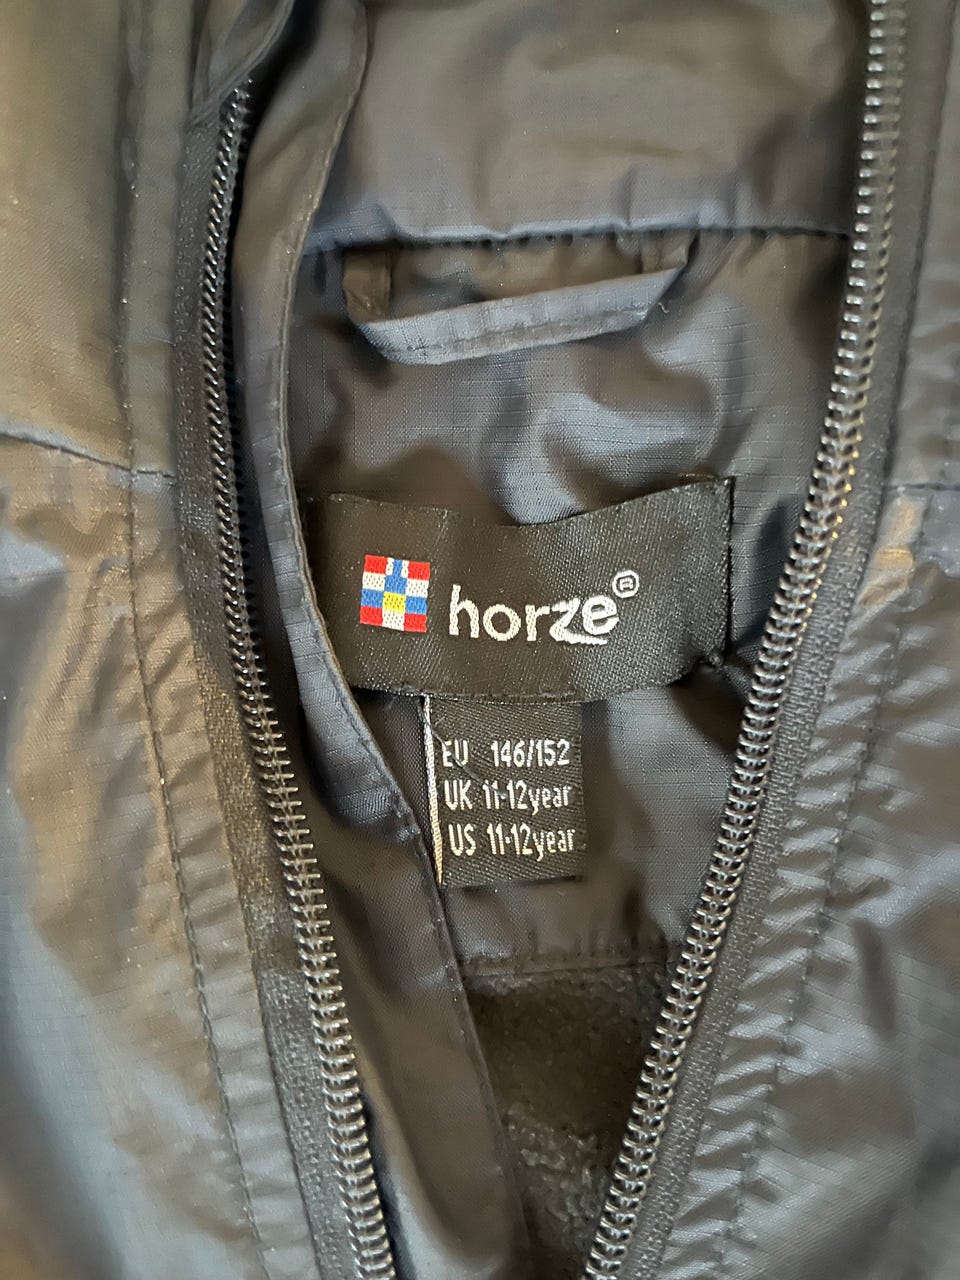 horze®
EU 146/152
UK 11-12year
US 11-12year